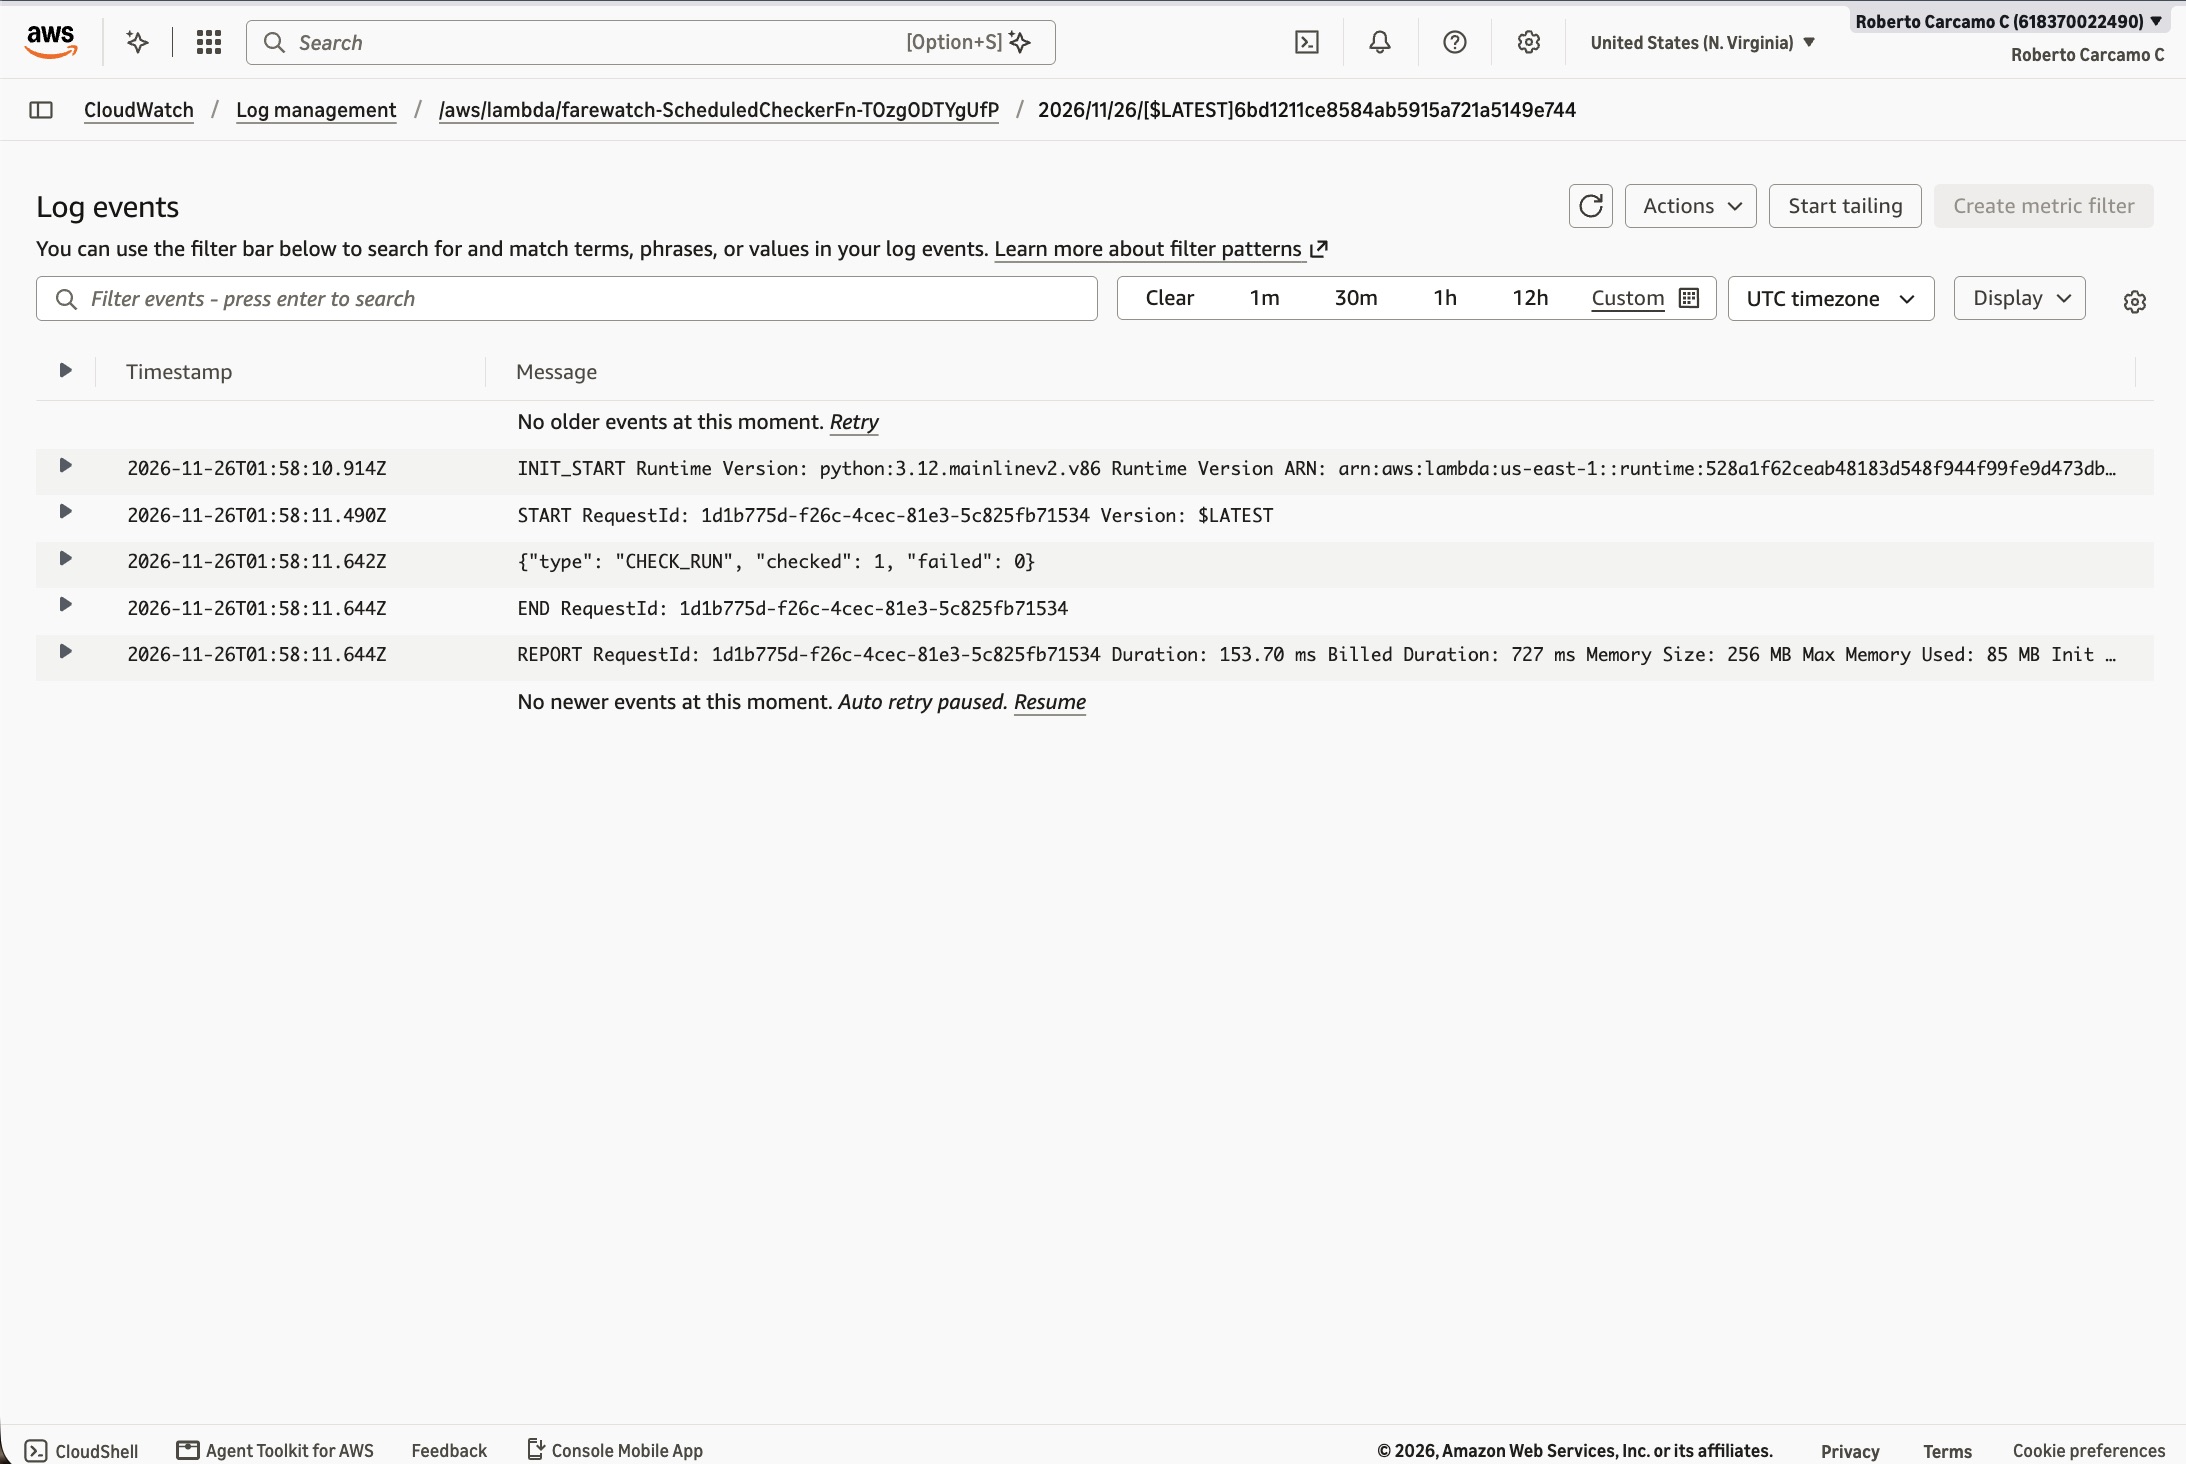 aws
Search [Option+S]
United States (N. Virginia)
Roberto Carcamo C (618370022490)
Roberto Carcamo C
CloudWatch / Log management / /aws/lambda/farewatch-ScheduledCheckerFn-TOzgODTYgUfP / 2026/11/26/[$LATEST]6bd1211ce8584ab5915a721a5149e744
Log events
Actions
Start tailing
Create metric filter
You can use the filter bar below to search for and match terms, phrases, or values in your log events. Learn more about filter patterns
Filter events - press enter to search
Clear 1m 30m 1h 12h Custom
UTC timezone
Display
Timestamp Message
No older events at this moment. Retry
2026-11-26T01:58:10.914Z INIT_START Runtime Version: python:3.12.mainlinev2.v86 Runtime Version ARN: arn:aws:lambda:us-east-1::runtime:528a1f62ceab48183d548f944f99fe9d473db…
2026-11-26T01:58:11.490Z START RequestId: 1d1b775d-f26c-4cec-81e3-5c825fb71534 Version: $LATEST
2026-11-26T01:58:11.642Z {"type": "CHECK_RUN", "checked": 1, "failed": 0}
2026-11-26T01:58:11.644Z END RequestId: 1d1b775d-f26c-4cec-81e3-5c825fb71534
2026-11-26T01:58:11.644Z REPORT RequestId: 1d1b775d-f26c-4cec-81e3-5c825fb71534 Duration: 153.70 ms Billed Duration: 727 ms Memory Size: 256 MB Max Memory Used: 85 MB Init …
No newer events at this moment. Auto retry paused. Resume
CloudShell Agent Toolkit for AWS Feedback Console Mobile App © 2026, Amazon Web Services, Inc. or its affiliates. Privacy Terms Cookie preferences